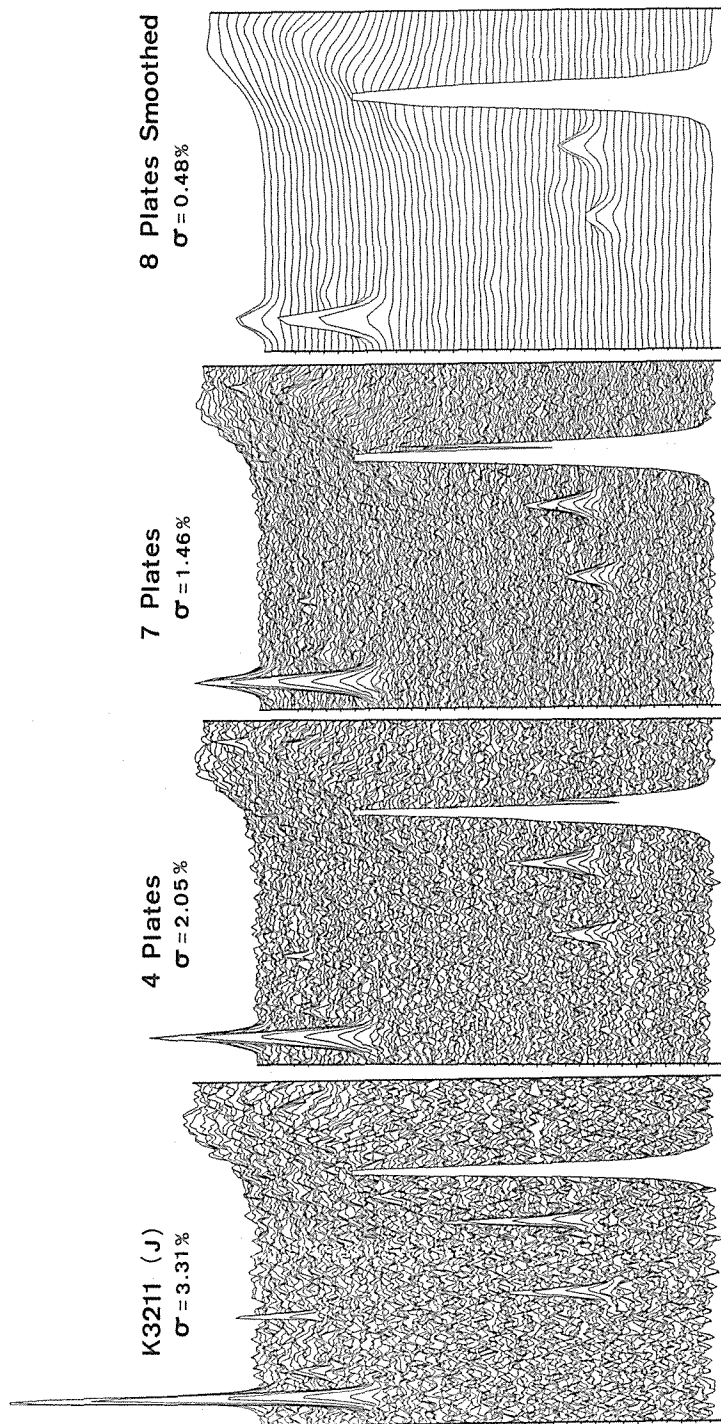 K3211 (J)
σ=3.31%
4 Plates
σ=2.05%
7 Plates
σ=1.46%
8 Plates Smoothed
σ=0.48%